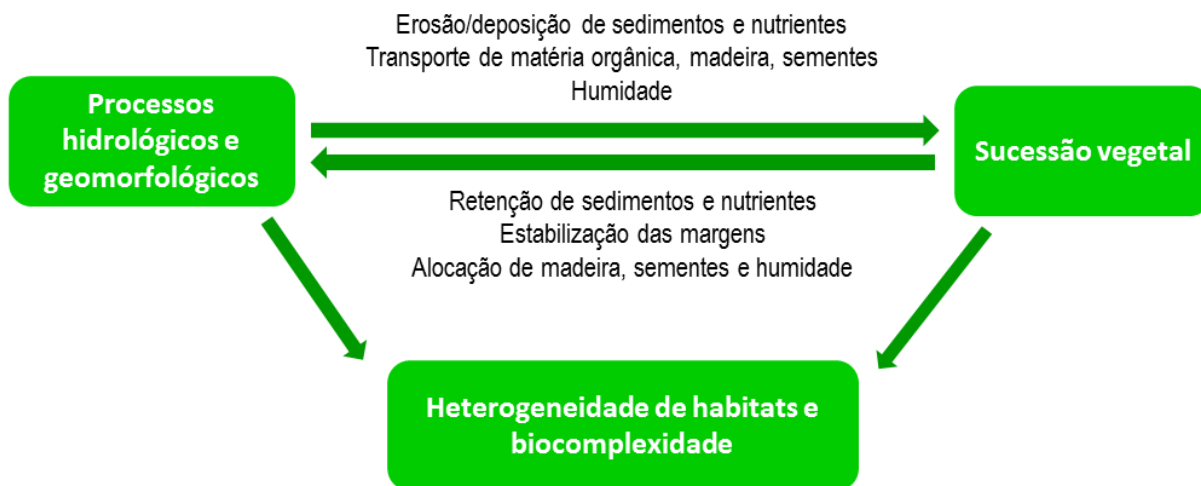 Erosão/deposição de sedimentos e nutrientes
Transporte de matéria orgânica, madeira, sementes
Humidade
Processos
hidrológicos e
geomorfológicos
Sucessão vegetal
Retenção de sedimentos e nutrientes
Estabilização das margens
Alocação de madeira, sementes e humidade
Heterogeneidade de habitats e
biocomplexidade